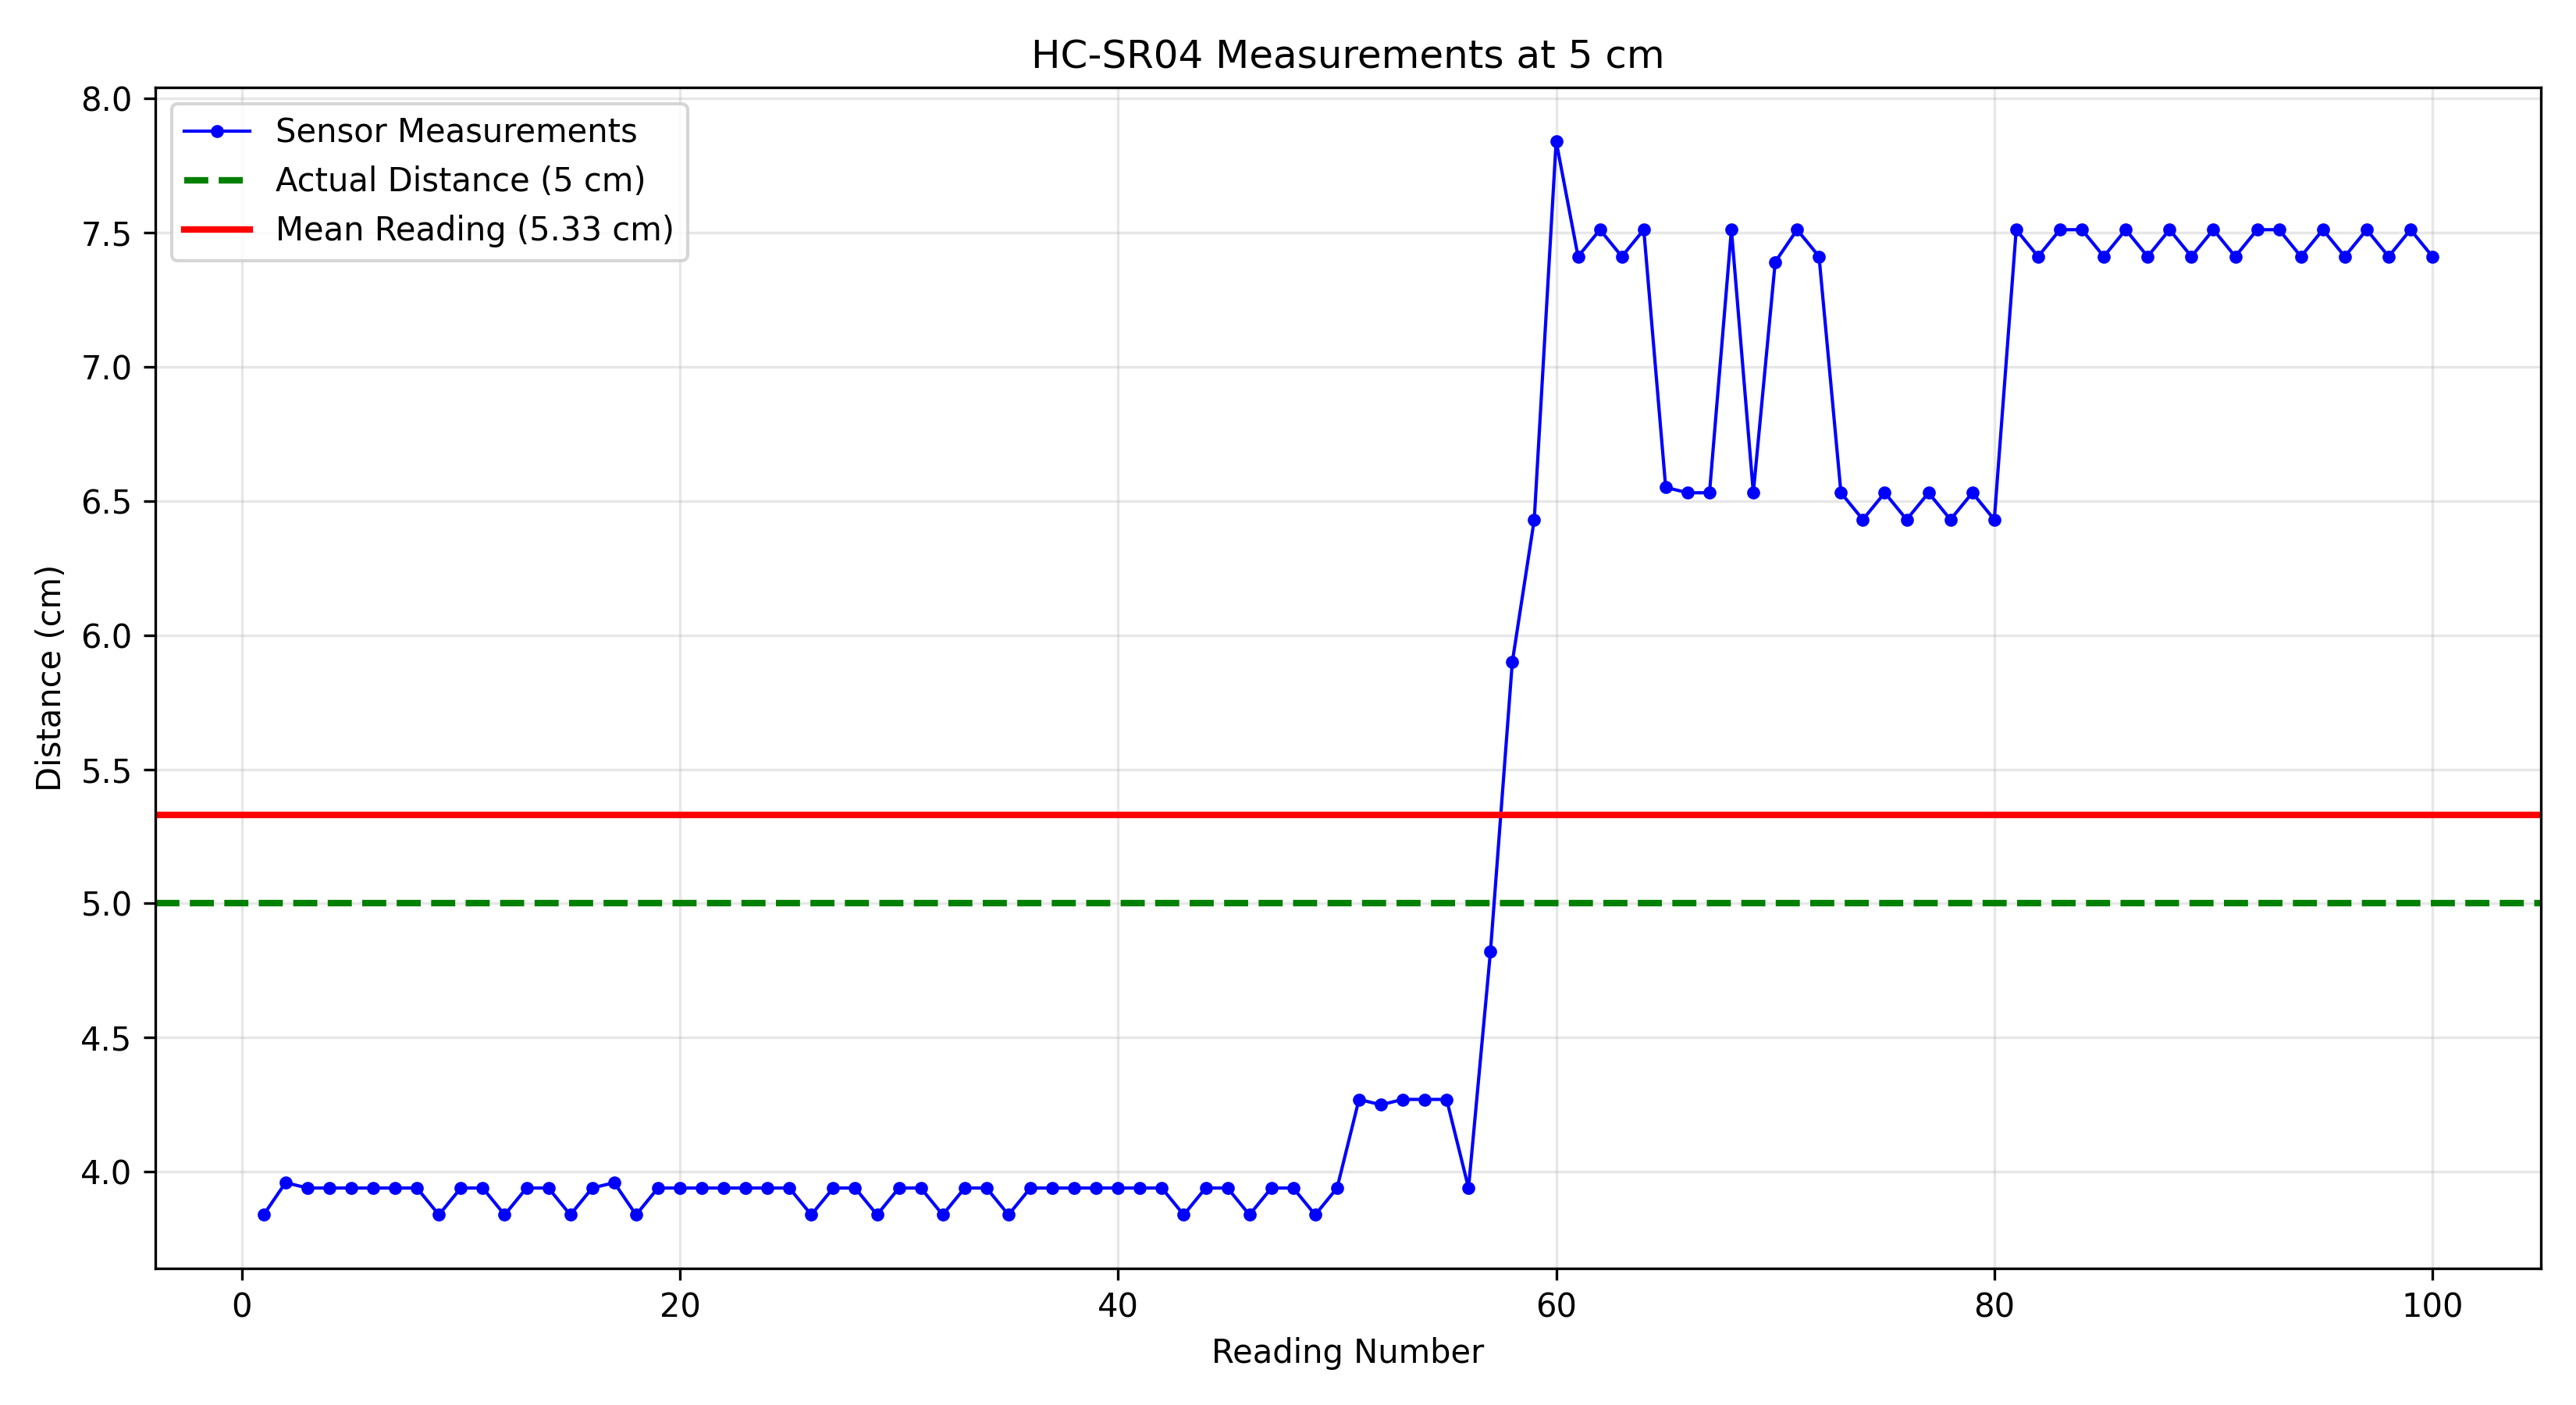 HC-SR04 Measurements at 5 cm
8.0
7.5
7.0
6.5
6.0
5.5
5.0
4.5
4.0
Distance (cm)
Sensor Measurements
Actual Distance (5 cm)
Mean Reading (5.33 cm)
0 20 40 60 80 100
Reading Number